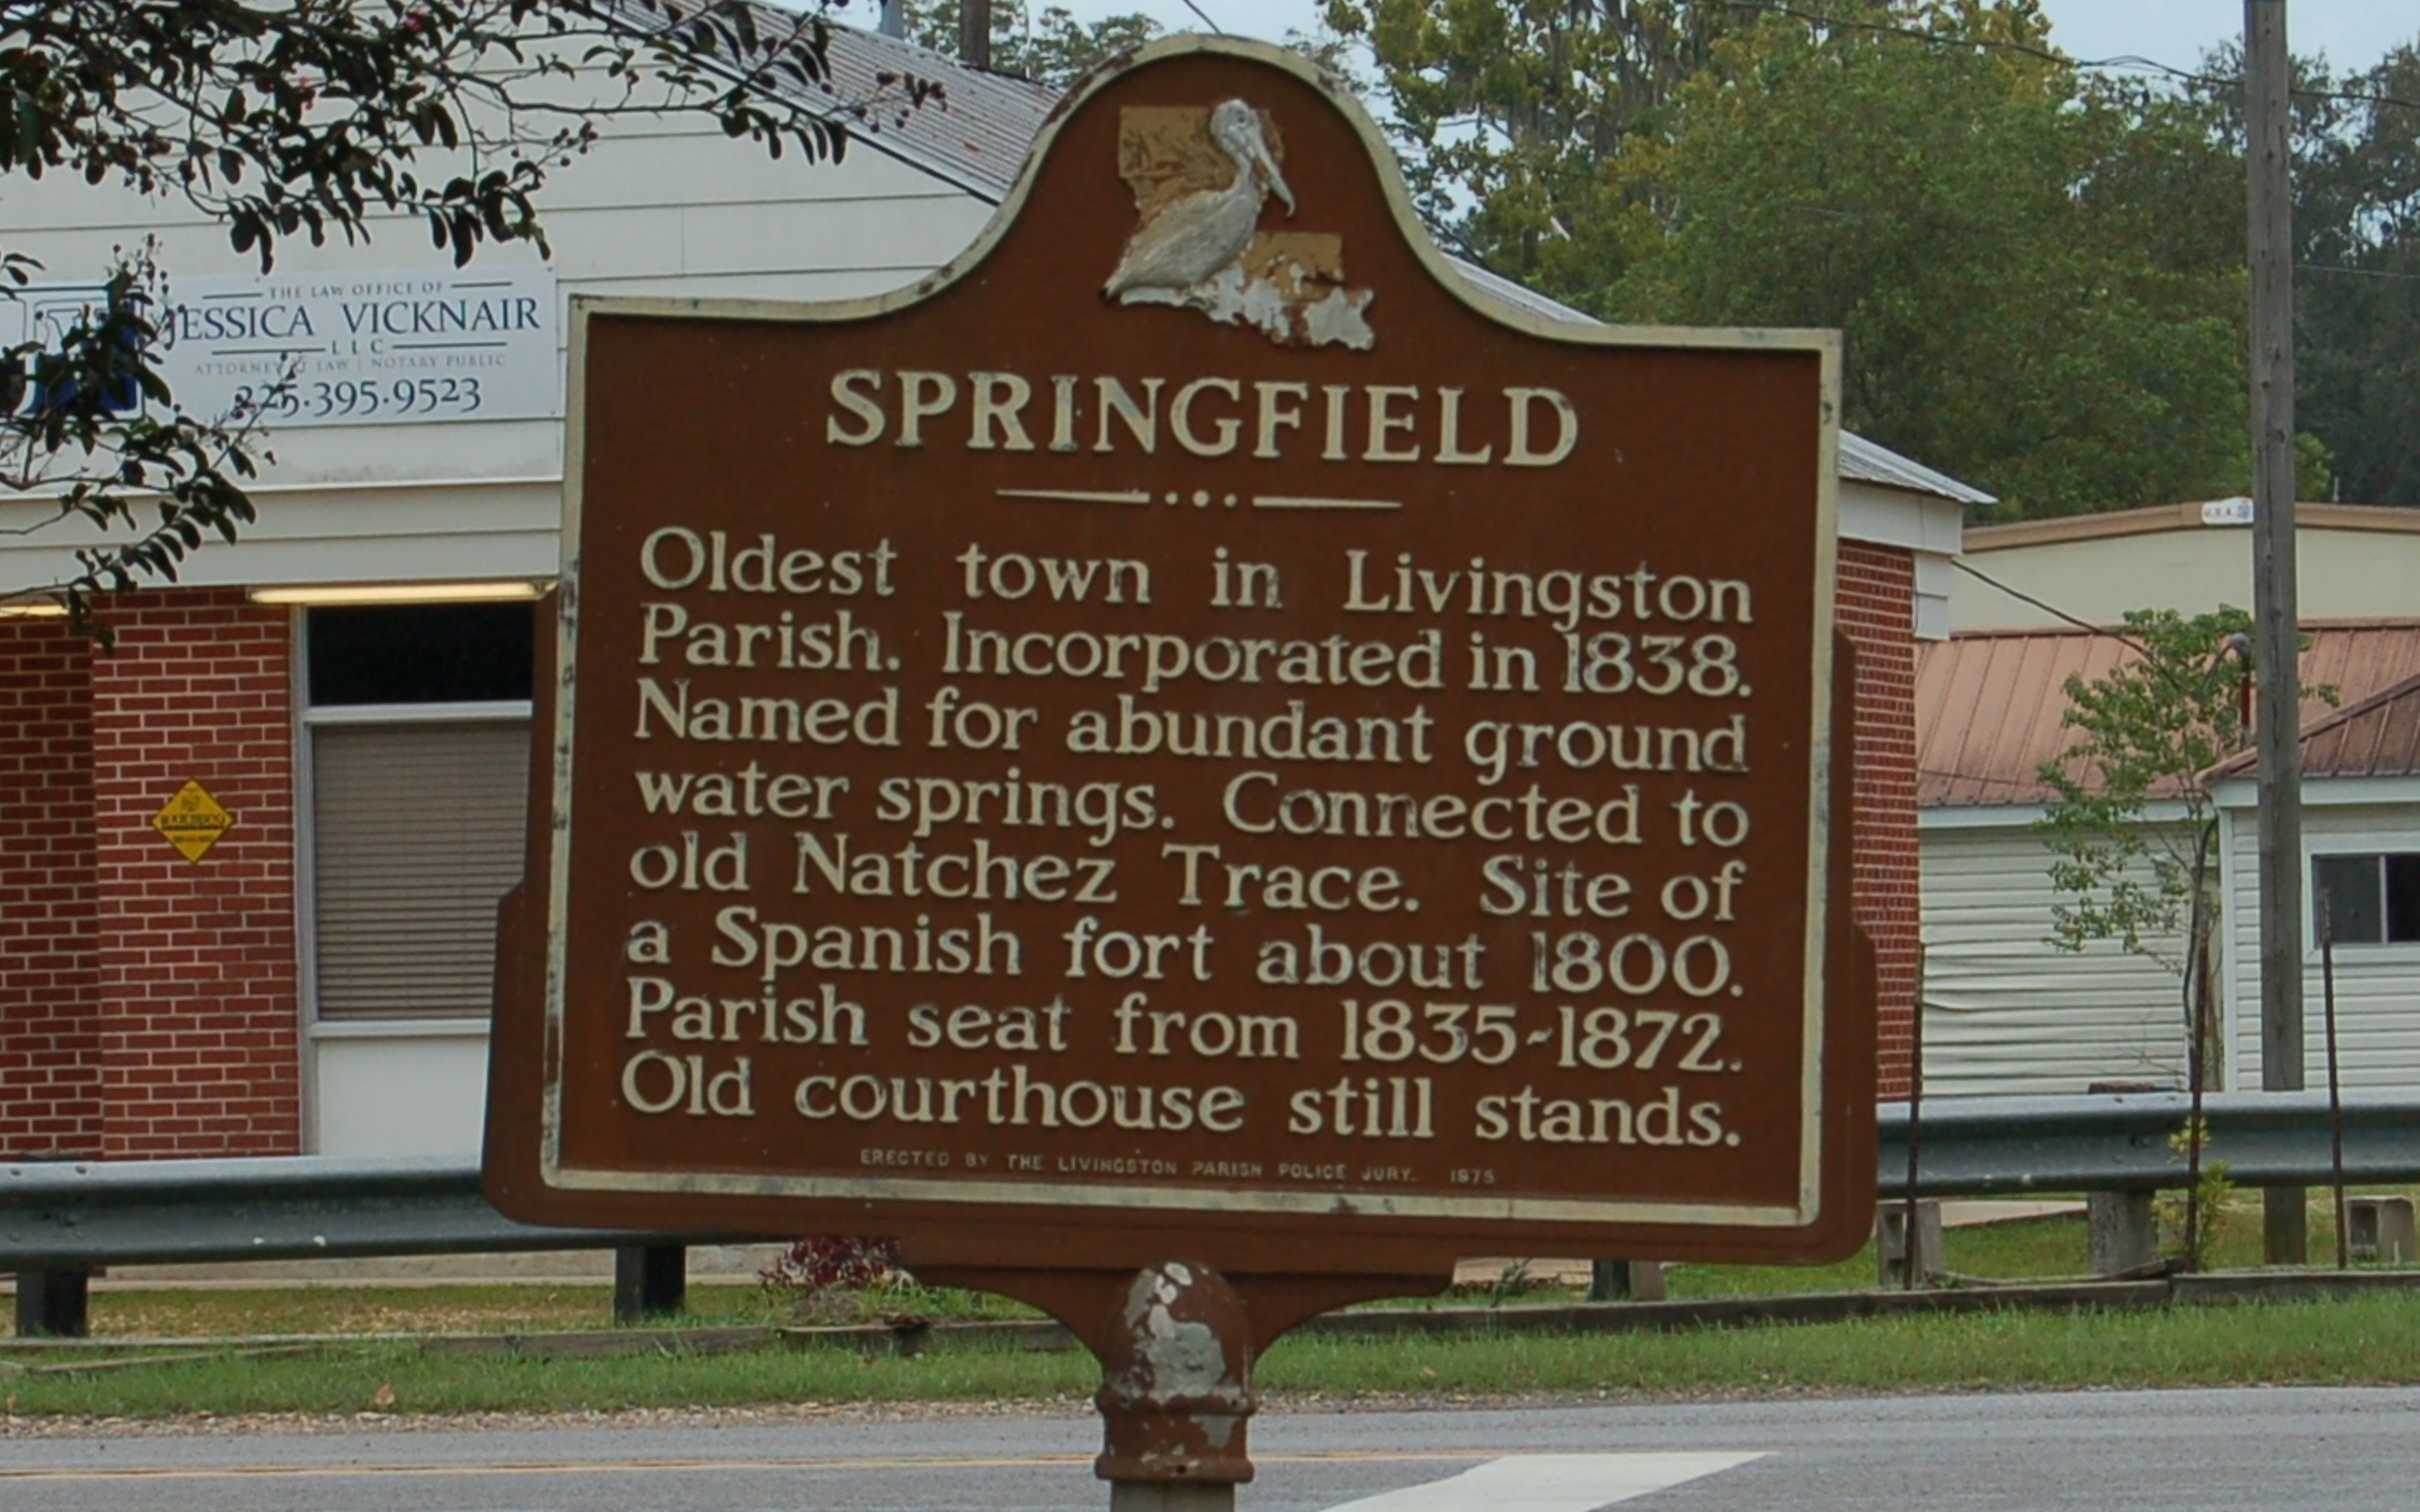 THE LAW OFFICE OF
JESSICA VICKNAIR
LLC
ATTORNEY AT LAW | NOTARY PUBLIC
225.395.9523
SPRINGFIELD
Oldest town in Livingston
Parish. Incorporated in 1838.
Named for abundant ground
water springs. Connected to
old Natchez Trace. Site of
a Spanish fort about 1800.
Parish seat from 1835-1872.
Old courthouse still stands.
ERECTED BY THE LIVINGSTON PARISH POLICE JURY. 1975
U.S.A.